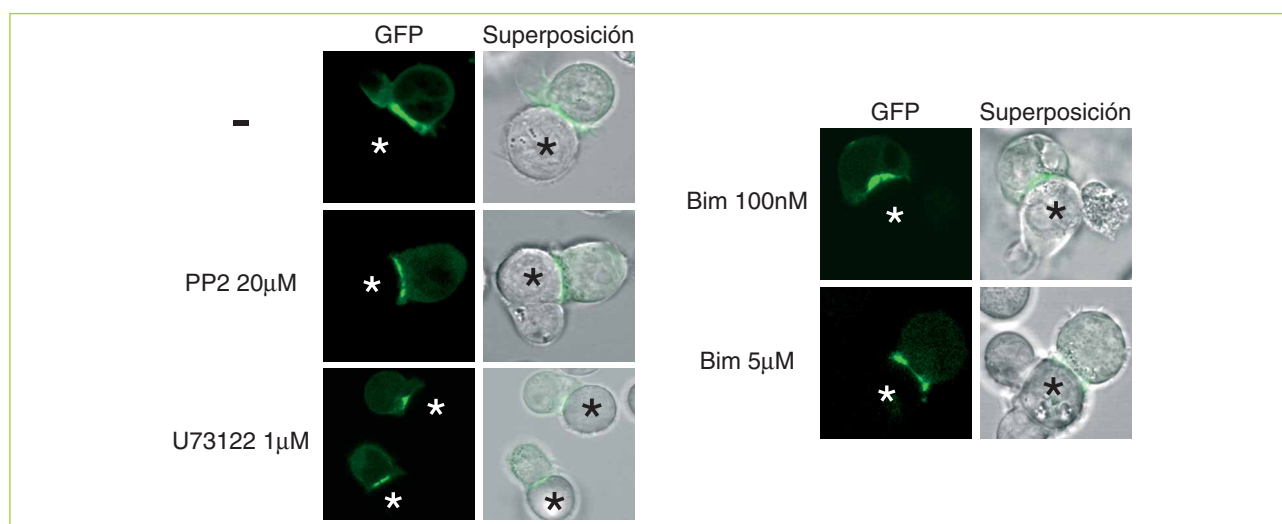 GFP Superposición
-
PP2 20μM
U73122 1μM
GFP Superposición
Bim 100nM
Bim 5μM
* *
* *
* *
* *
* *
* *